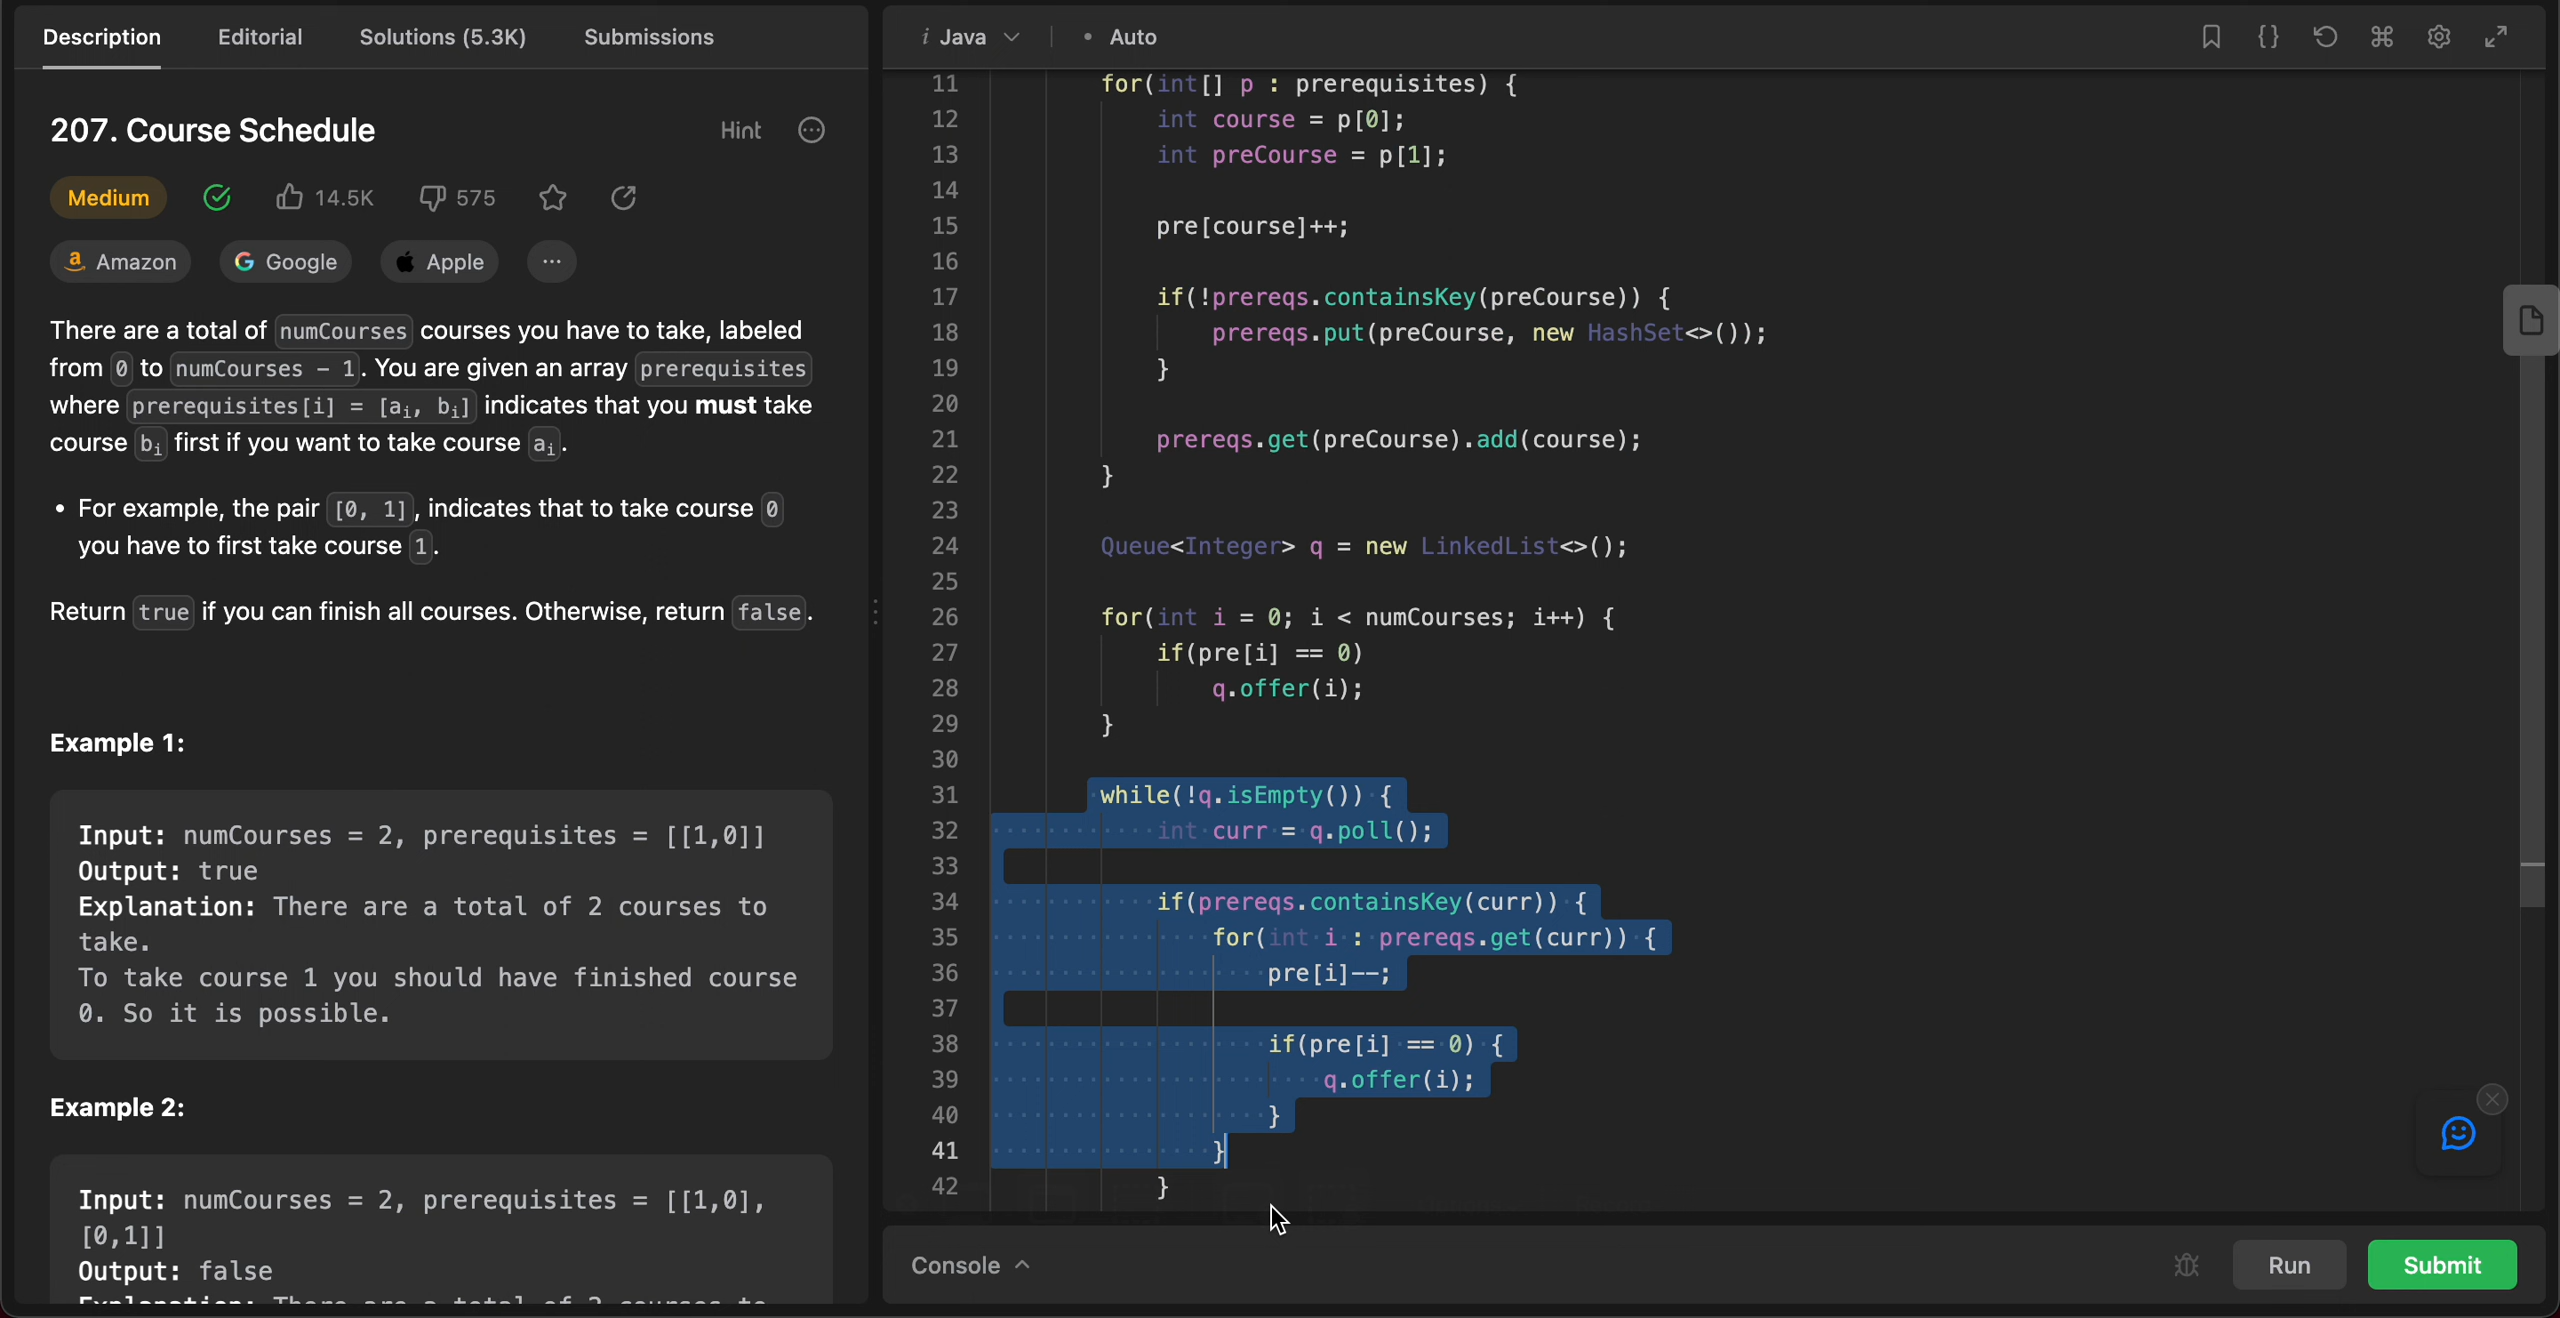 Description Editorial Solutions (5.3K) Submissions
207. Course Schedule Hint
Medium 14.5K 575
Amazon Google Apple ...
There are a total of numCourses courses you have to take, labeled
from 0 to numCourses - 1. You are given an array prerequisites
where prerequisites[i] = [ai, bi] indicates that you must take
course bi first if you want to take course ai.
• For example, the pair [0, 1], indicates that to take course 0
you have to first take course 1.
Return true if you can finish all courses. Otherwise, return false.
Example 1:
Input: numCourses = 2, prerequisites = [[1,0]]
Output: true
Explanation: There are a total of 2 courses to
take.
To take course 1 you should have finished course
0. So it is possible.
Example 2:
Input: numCourses = 2, prerequisites = [[1,0],
[0,1]]
Output: false
Explanation: There are a total of 2 courses to
i Java • Auto
11 for(int[] p : prerequisites) {
12 int course = p[0];
13 int preCourse = p[1];
14
15 pre[course]++;
16
17 if(!prereqs.containsKey(preCourse)) {
18 prereqs.put(preCourse, new HashSet<>());
19 }
20
21 prereqs.get(preCourse).add(course);
22 }
23
24 Queue<Integer> q = new LinkedList<>();
25
26 for(int i = 0; i < numCourses; i++) {
27 if(pre[i] == 0)
28 q.offer(i);
29 }
30
31 while(!q.isEmpty()) {
32 int curr = q.poll();
33
34 if(prereqs.containsKey(curr)) {
35 for(int i : prereqs.get(curr)) {
36 pre[i]--;
37
38 if(pre[i] == 0) {
39 q.offer(i);
40 }
41 }
42 }
Console Run Submit